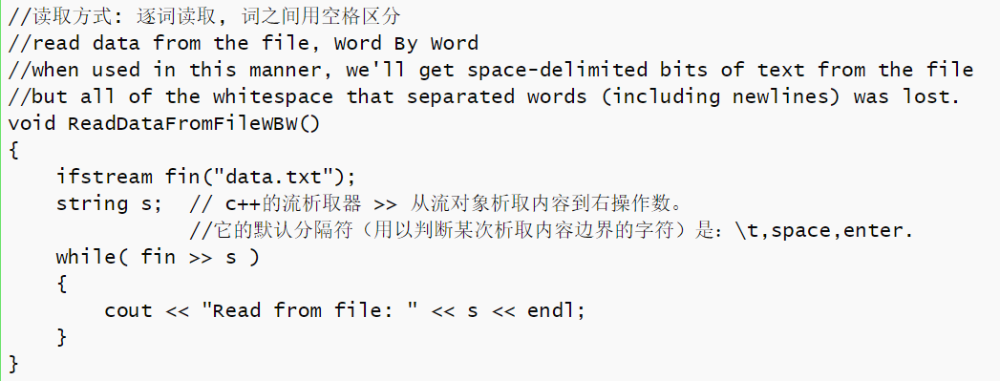 //读取方式: 逐词读取, 词之间用空格区分
//read data from the file, Word By Word
//when used in this manner, we'll get space-delimited bits of text from the file
//but all of the whitespace that separated words (including newlines) was lost.
void ReadDataFromFileWBW()
{
    ifstream fin("data.txt");
    string s;  // c++的流析取器 >> 从流对象析取内容到右操作数。
               //它的默认分隔符（用以判断某次析取内容边界的字符）是：\t,space,enter.
    while( fin >> s )
    {
        cout << "Read from file: " << s << endl;
    }
}